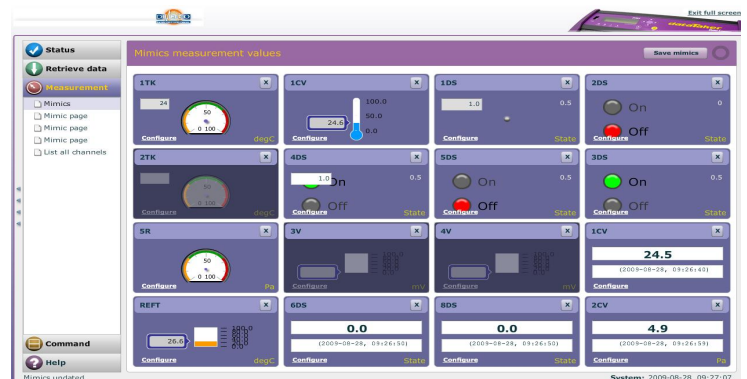 Exit full screen
dataTaker
Status
Retrieve data
Measurement
Mimics
Mimic page
Mimic page
Mimic page
List all channels
Command
Help
Mimics measurement values
Save mimics
1TK
24
50
%
0 100
Configure
degC
1CV
100.0
50.0
0.0
24.6
Configure
1DS
1.0
0.5
Configure
State
2DS
On
0
Off
Configure
State
2TK
50
%
0 100
Configure
degC
4DS
1.0
On
0.5
Off
Configure
State
5DS
On
0.5
Off
Configure
State
3DS
On
0.5
Off
Configure
State
5R
50
%
0 100
Configure
Pa
3V
Configure
mV
4V
Configure
mV
1CV
24.5
(2009-08-28, 09:26:40)
Configure
REFT
26.6
100.0
0.0
Configure
degC
6DS
0.0
(2009-08-28, 09:26:50)
Configure
State
8DS
0.0
(2009-08-28, 09:26:50)
Configure
State
2CV
4.9
(2009-08-28, 09:26:59)
Configure
Pa
Mimics updated
System: 2009-08-28, 09:27:07